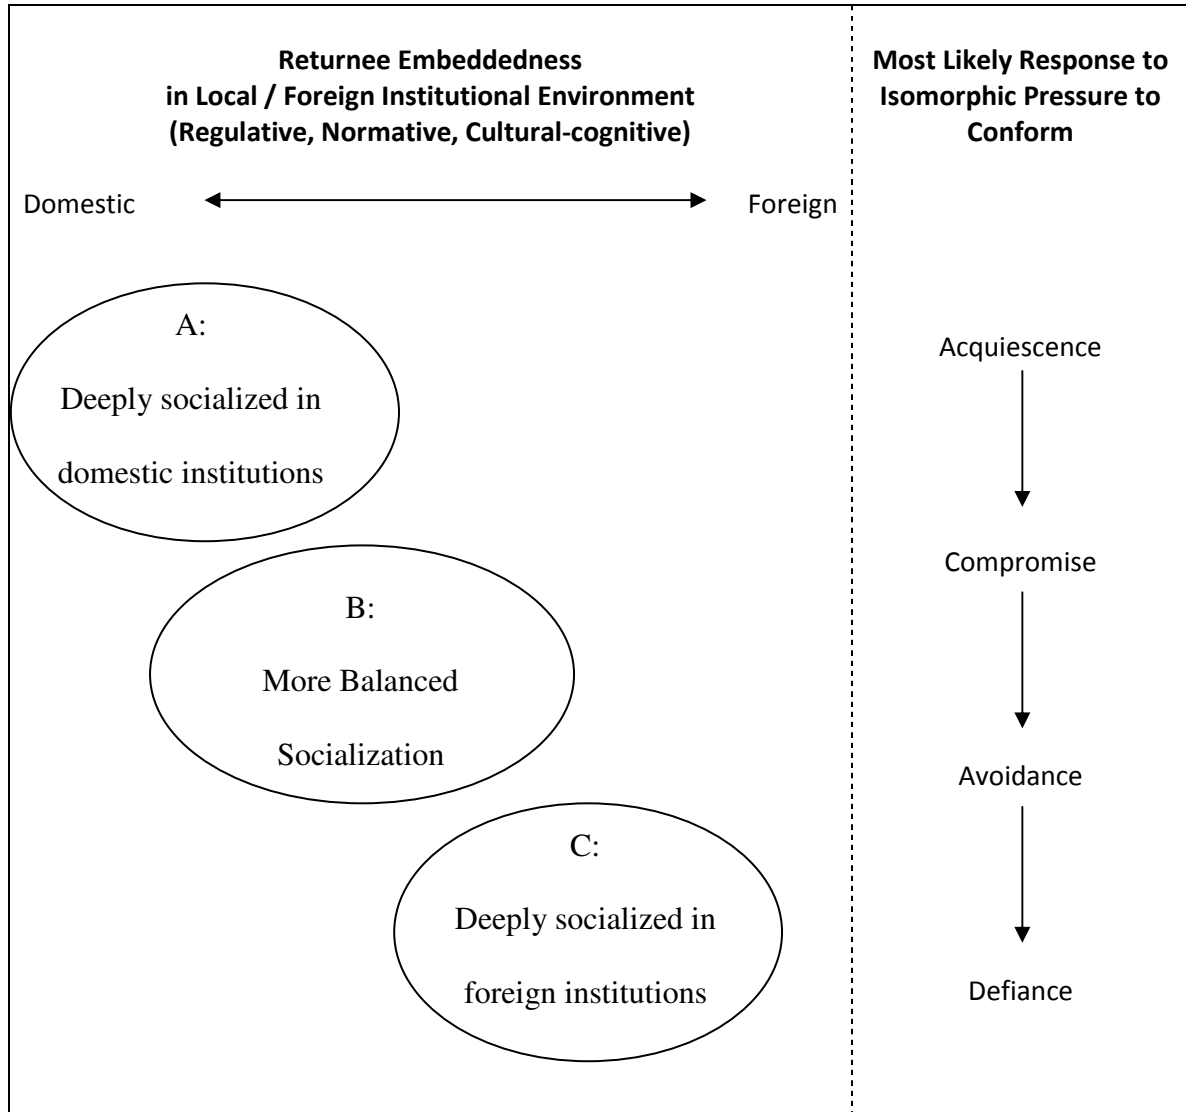 Returnee Embeddedness
in Local / Foreign Institutional Environment
(Regulative, Normative, Cultural-cognitive)
Domestic
Foreign
A:
Deeply socialized in
domestic institutions
B:
More Balanced
Socialization
C:
Deeply socialized in
foreign institutions
Most Likely Response to
Isomorphic Pressure to
Conform
Acquiescence
Compromise
Avoidance
Defiance